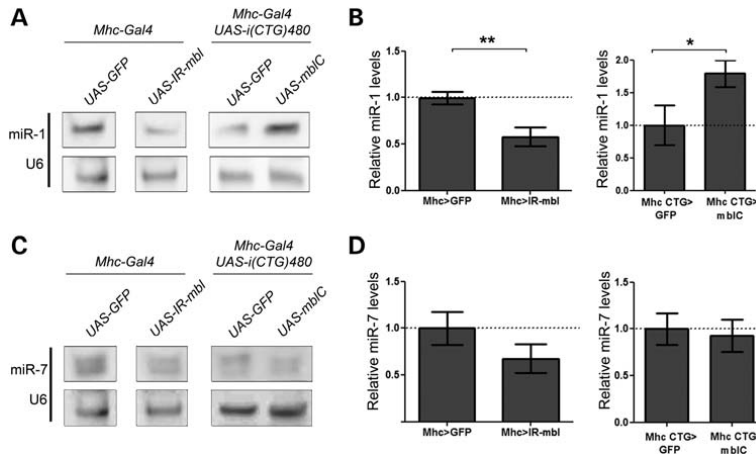 A
Mhc-Gal4
Mhc-Gal4
UAS-i(CTG)480
UAS-GFP
UAS-IR-mbl
UAS-GFP
UAS-mblC
miR-1
U6
B
Relative miR-1 levels
1.5
1.0
0.5
0.0
**
Mhc>GFP
Mhc>IR-mbl
Relative miR-1 levels
2.0
1.5
1.0
0.5
0.0
*
Mhc CTG>
GFP
Mhc CTG>
mblC
C
Mhc-Gal4
Mhc-Gal4
UAS-i(CTG)480
UAS-GFP
UAS-IR-mbl
UAS-GFP
UAS-mblC
miR-7
U6
D
Relative miR-7 levels
1.5
1.0
0.5
0.0
Mhc>GFP
Mhc>IR-mbl
Relative miR-7 levels
1.5
1.0
0.5
0.0
Mhc CTG>
GFP
Mhc CTG
mblC